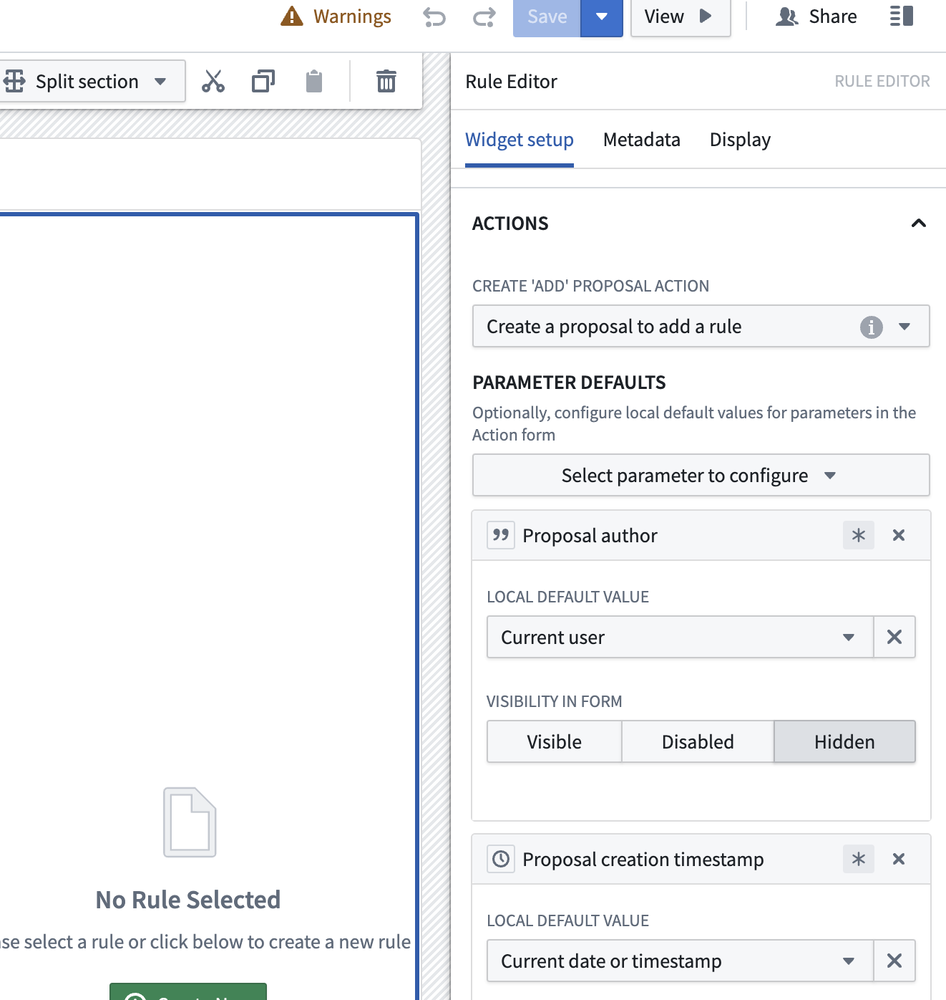 Warnings
Save
View
Share
Split section
Rule Editor
RULE EDITOR
Widget setup
Metadata
Display
ACTIONS
CREATE 'ADD' PROPOSAL ACTION
Create a proposal to add a rule
PARAMETER DEFAULTS
Optionally, configure local default values for parameters in the
Action form
Select parameter to configure
Proposal author
LOCAL DEFAULT VALUE
Current user
VISIBILITY IN FORM
Visible
Disabled
Hidden
Proposal creation timestamp
LOCAL DEFAULT VALUE
Current date or timestamp
No Rule Selected
select a rule or click below to create a new rule